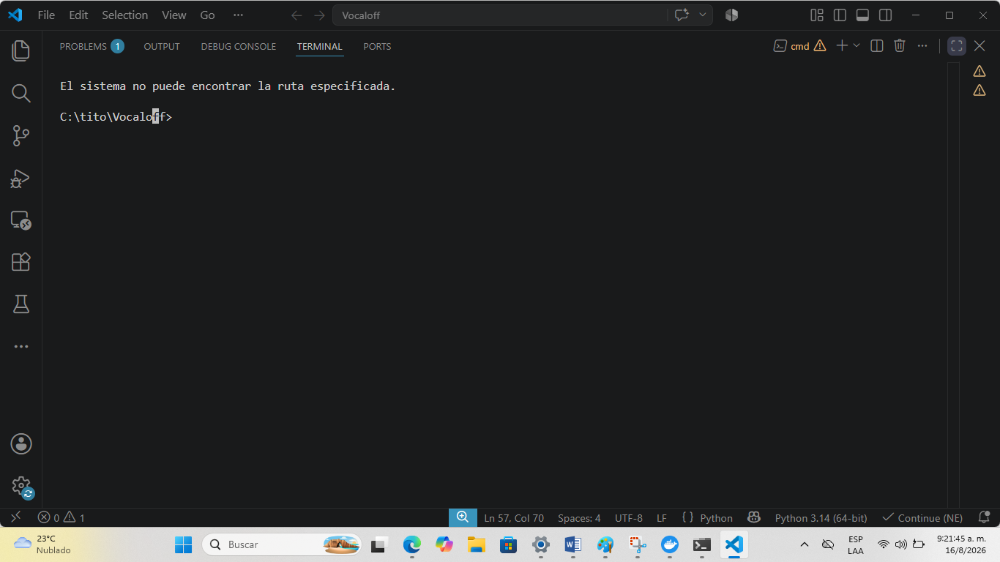 File Edit Selection View Go ··· Vocaloff
PROBLEMS 1 OUTPUT DEBUG CONSOLE TERMINAL PORTS cmd
El sistema no puede encontrar la ruta especificada.
C:\tito\Vocaloff>
0 1 Ln 57, Col 70 Spaces: 4 UTF-8 LF { } Python Python 3.14 (64-bit) Continue (NE)
23°C
Nublado
Buscar
ESP
LAA
9:21:45 a. m.
16/8/2026